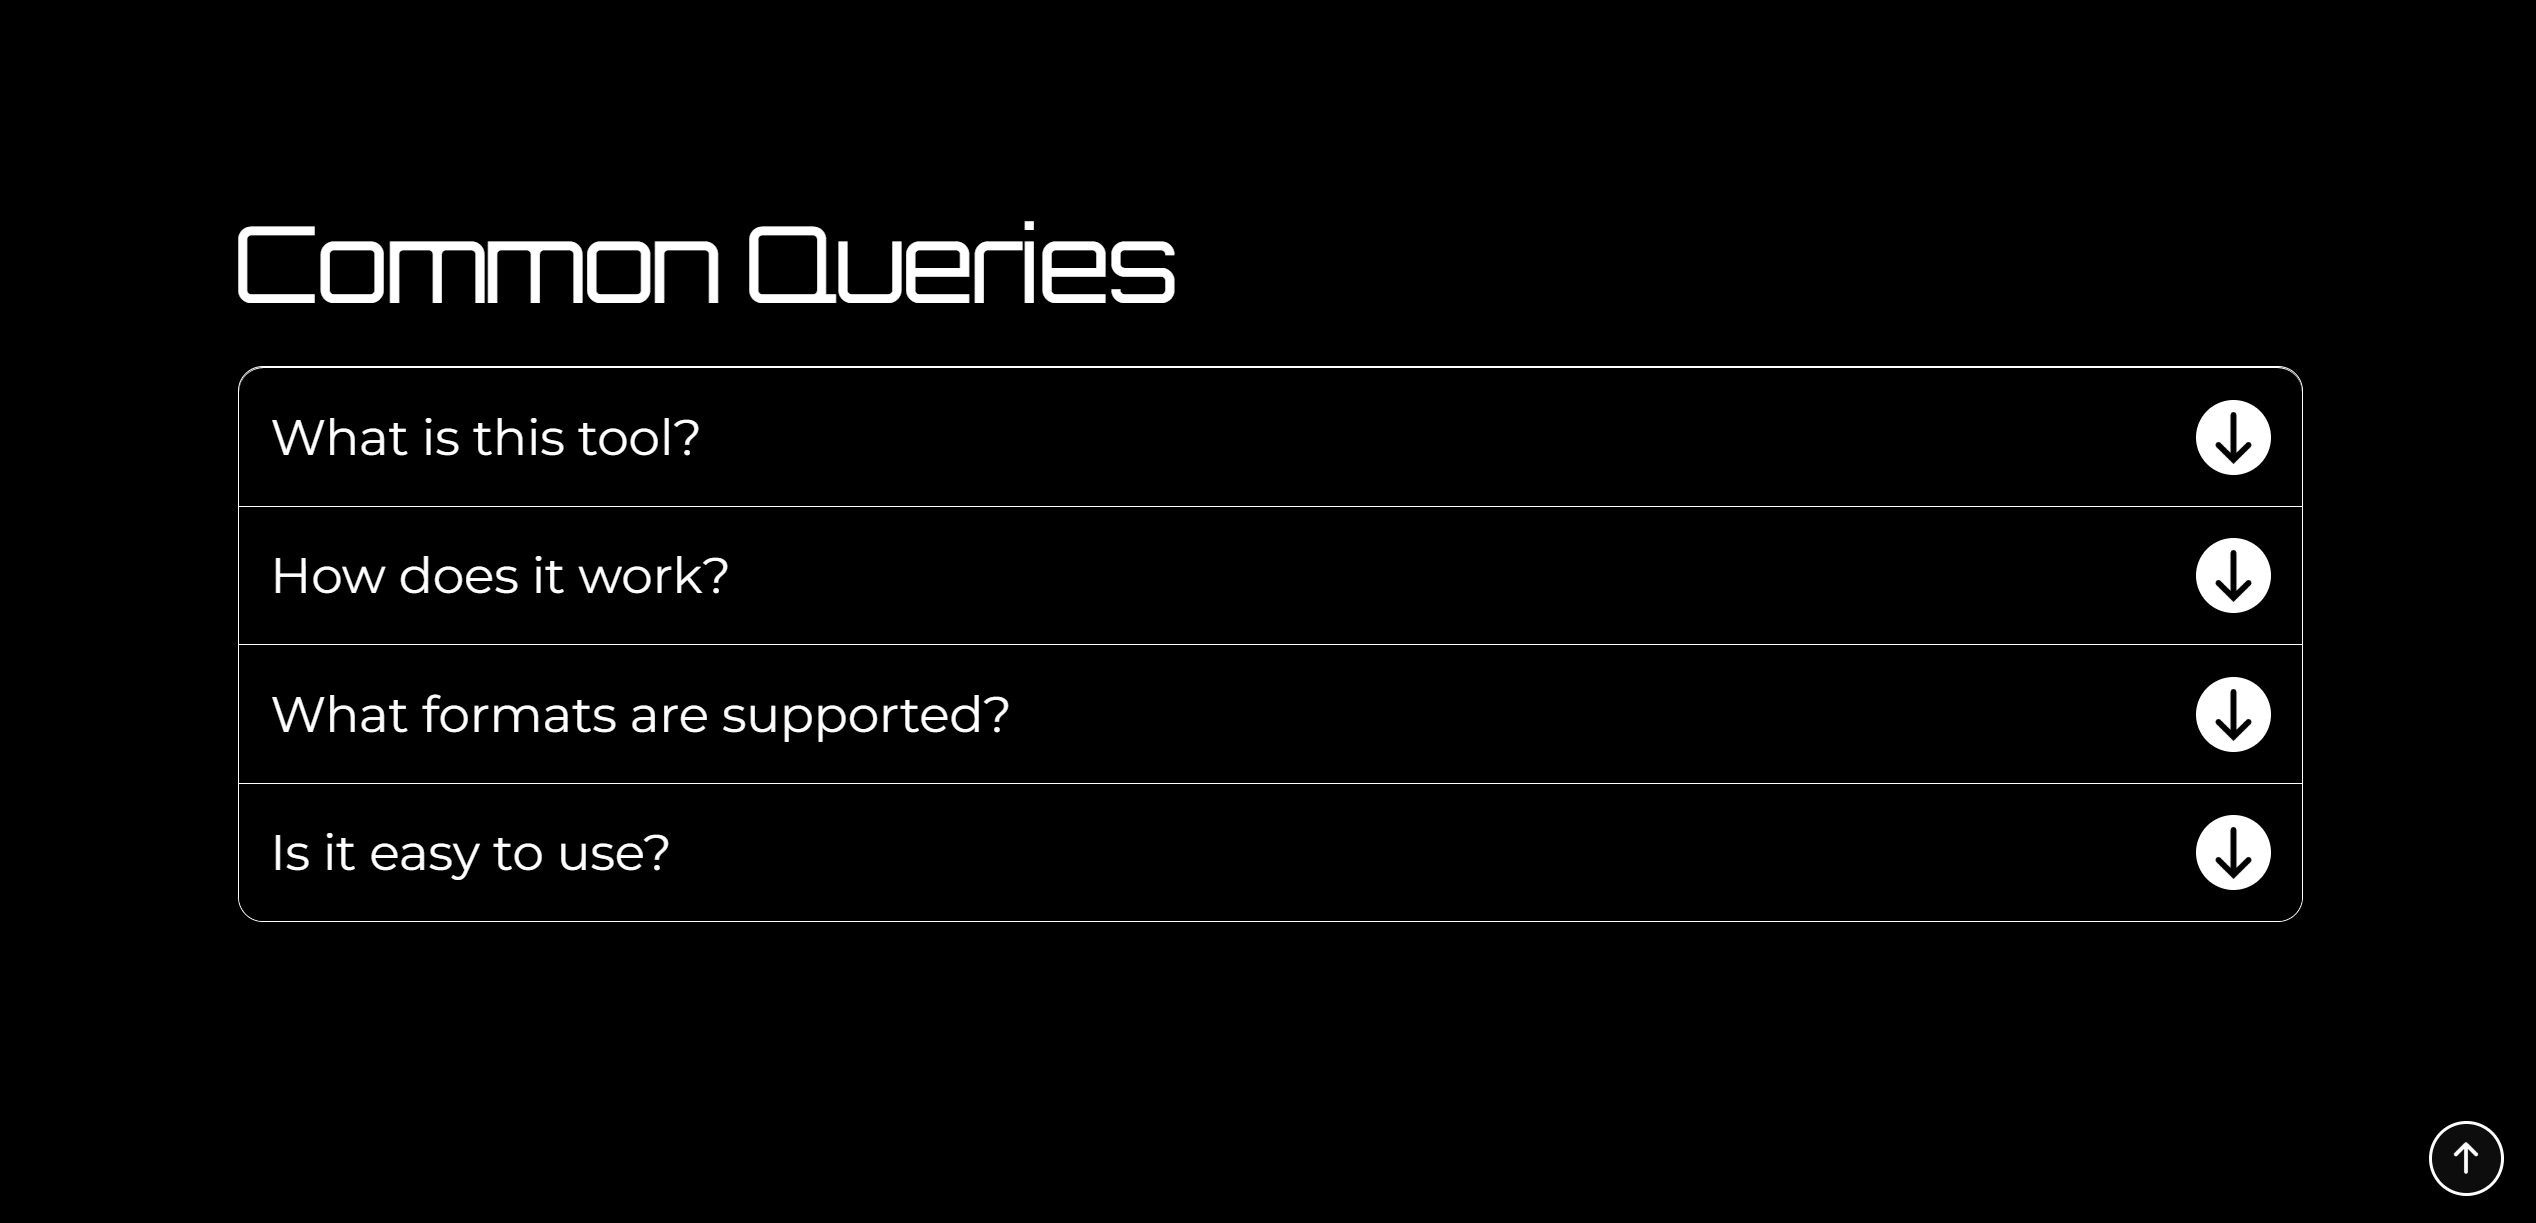 Common Queries
What is this tool?
How does it work?
What formats are supported?
Is it easy to use?